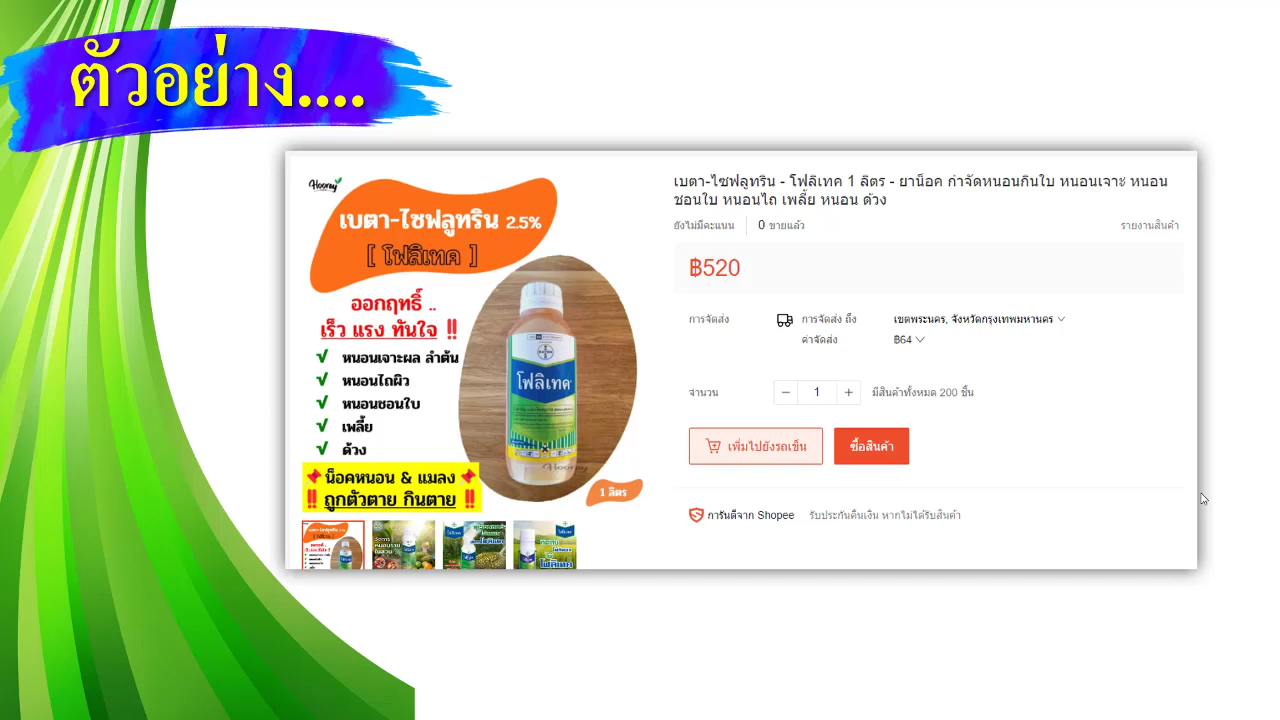 ตัวอย่าง....
Hooray
เบตา-ไซฟลูทริน 2.5%
[ โฟลิเทค ]
ออกฤทธิ์ ..
เร็ว แรง ทันใจ ‼
√ หนอนเจาะผล ลำต้น
√ หนอนไถผิว
√ หนอนชอนใบ
√ เพลี้ย
√ ด้วง
น็อคหนอน & แมลง
‼ ถูกตัวตาย กินตาย ‼
โฟลิเทค
Hooray
1 ลิตร
เบตา-ไซฟลูทริน - โฟลิเทค 1 ลิตร - ยาน็อค กำจัดหนอนกินใบ หนอนเจาะ หนอน
ชอนใบ หนอนไถ เพลี้ย หนอน ด้วง
ยังไม่มีคะแนน 0 ขายแล้ว รายงานสินค้า
฿520
การจัดส่ง การจัดส่ง ถึง เขตพระนคร, จังหวัดกรุงเทพมหานคร
ค่าจัดส่ง ฿64
จำนวน − 1 + มีสินค้าทั้งหมด 200 ชิ้น
เพิ่มไปยังรถเข็น ซื้อสินค้า
การันตีจาก Shopee รับประกันคืนเงิน หากไม่ได้รับสินค้า